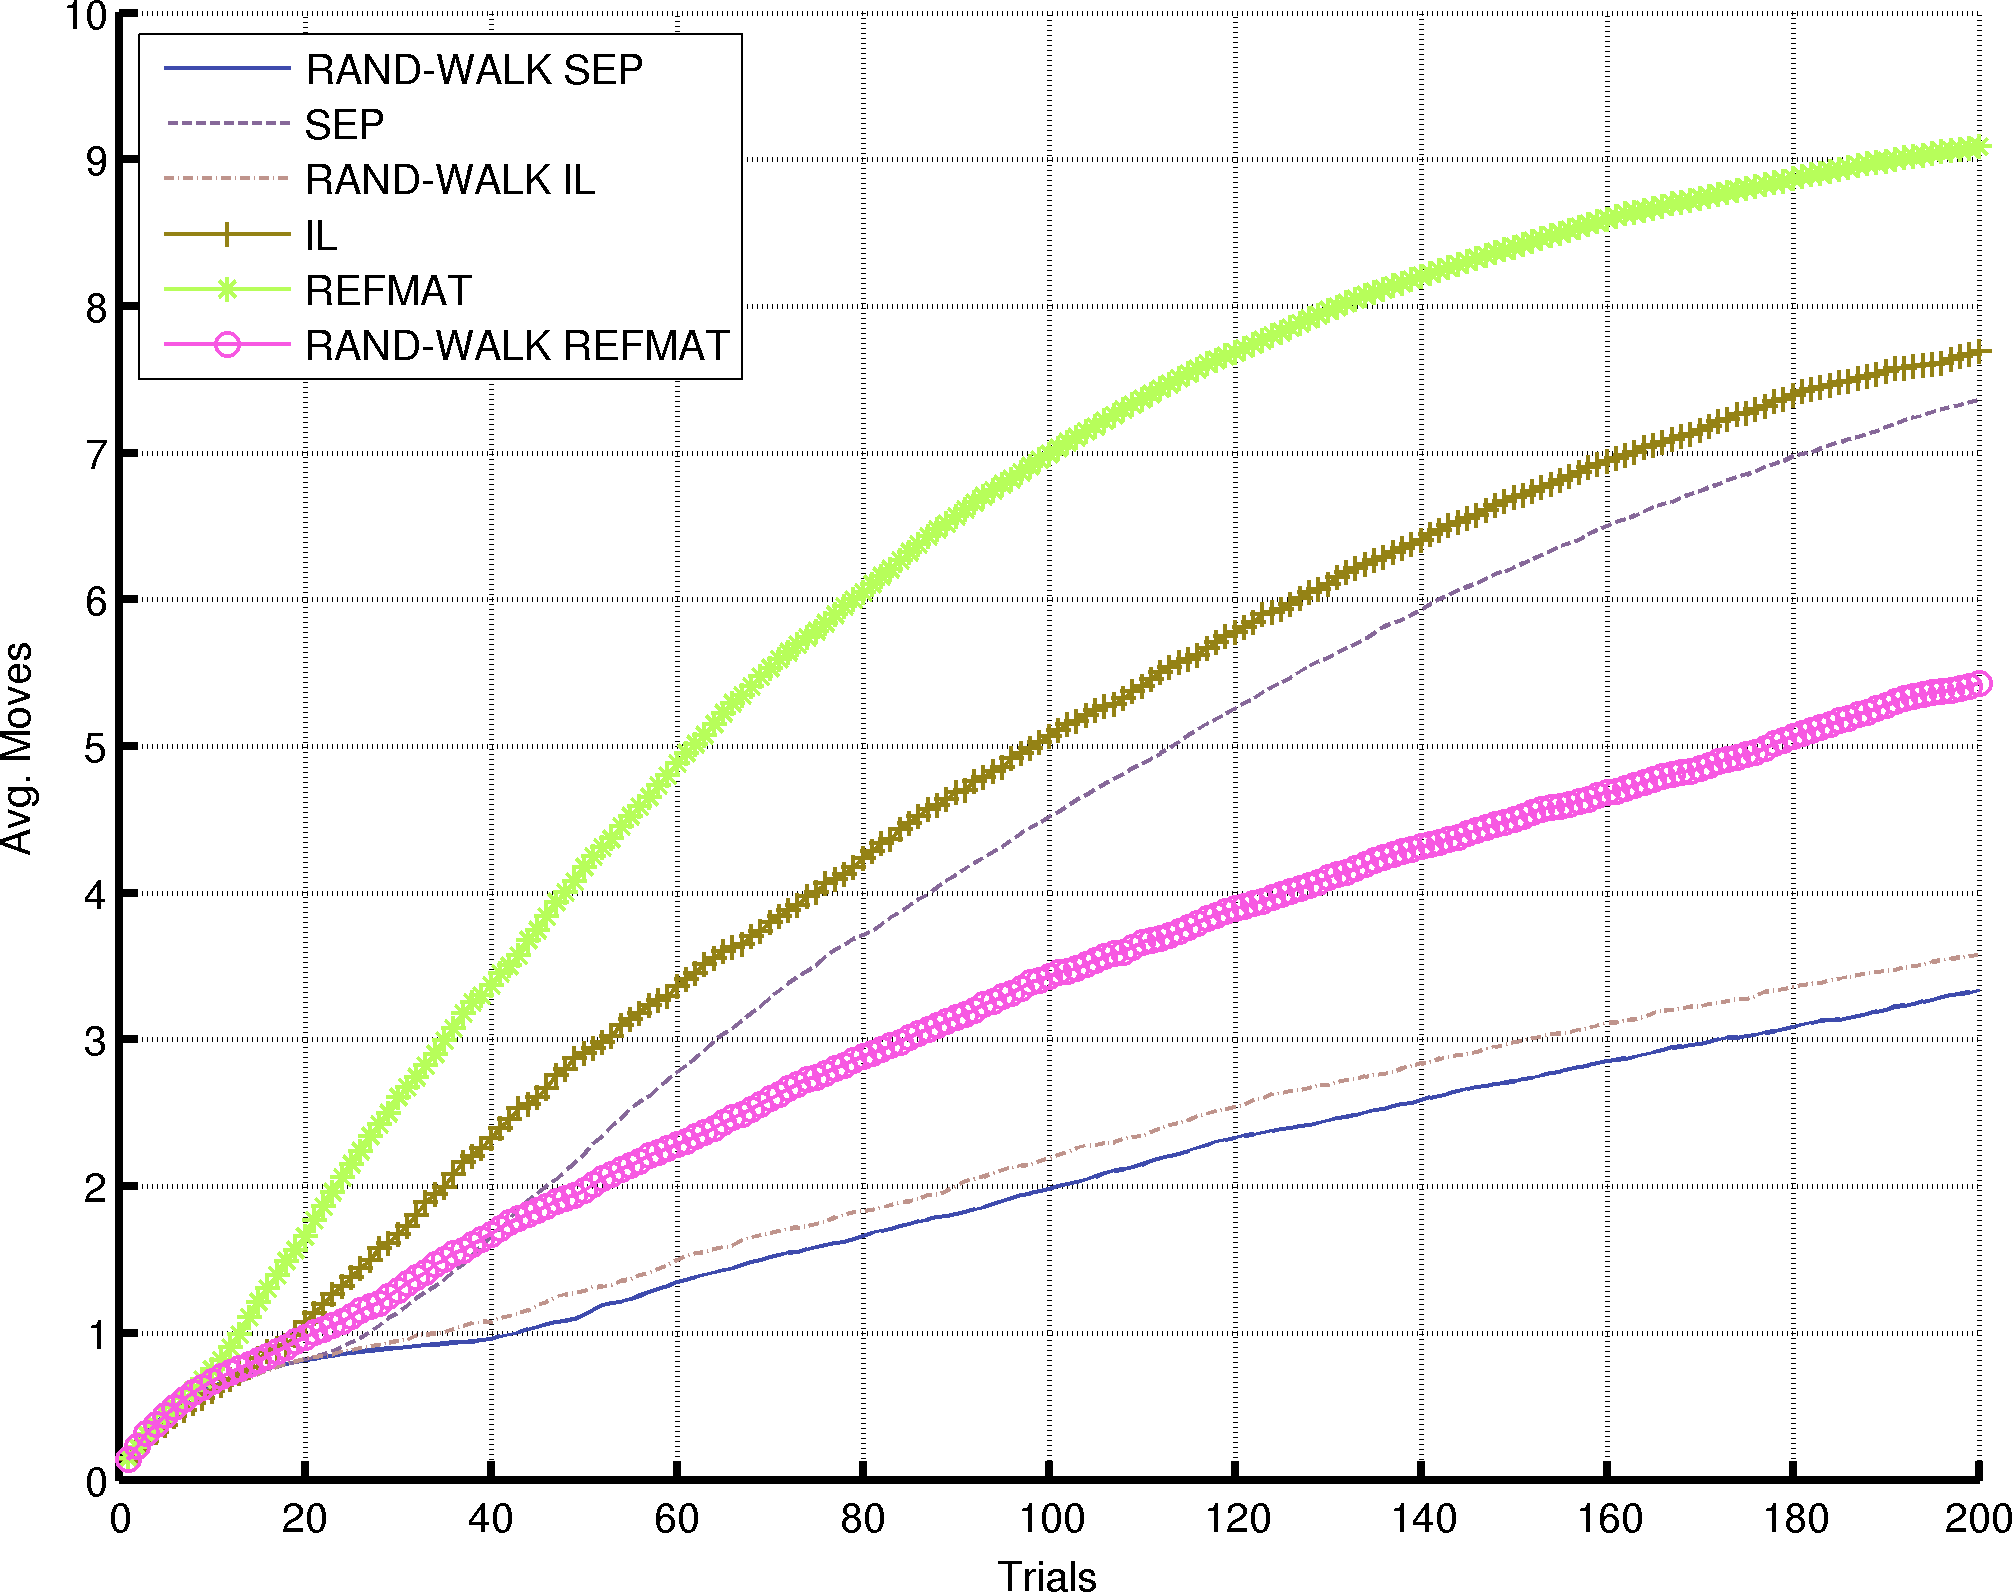 10
9
8
7
6
5
4
3
2
1
0
Avg. Moves
RAND-WALK SEP
SEP
RAND-WALK IL
IL
REFMAT
RAND-WALK REFMAT
0 20 40 60 80 100 120 140 160 180 200
Trials